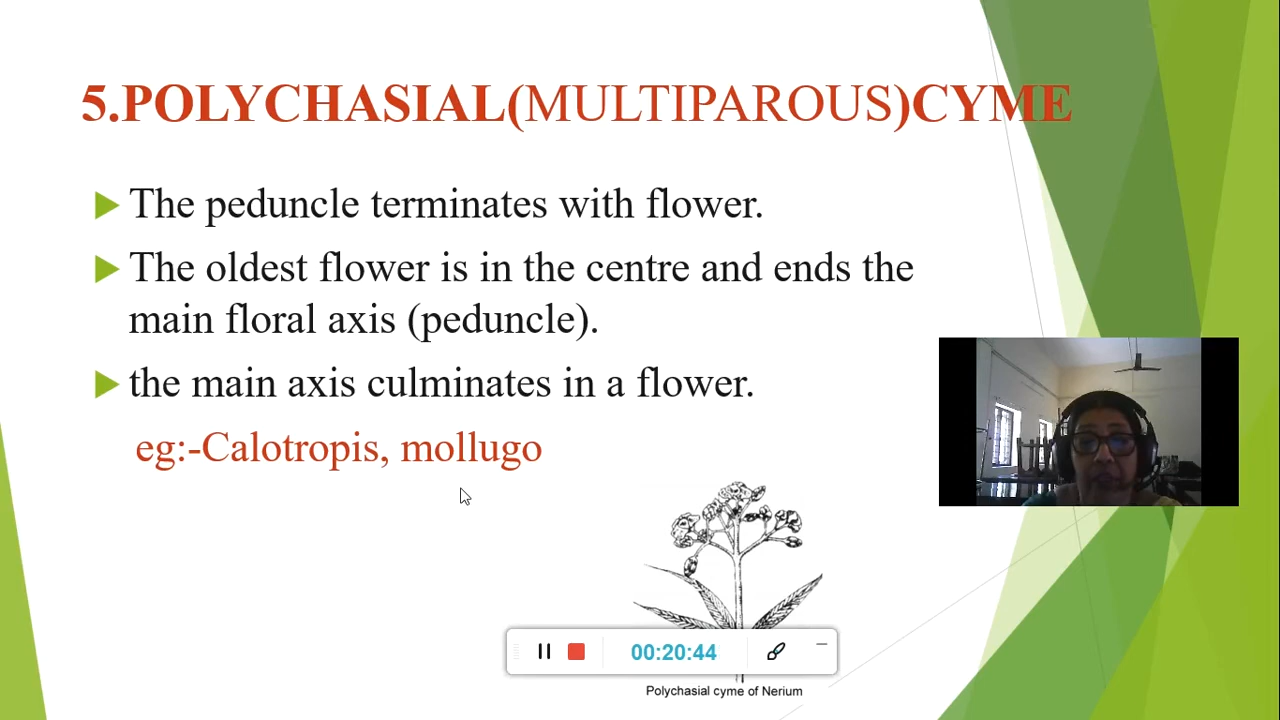 5.POLYCHASIAL(MULTIPAROUS)CYME
The peduncle terminates with flower.
The oldest flower is in the centre and ends the
main floral axis (peduncle).
the main axis culminates in a flower.
eg:-Calotropis, mollugo
00:20:44
Polychasial cyme of Nerium